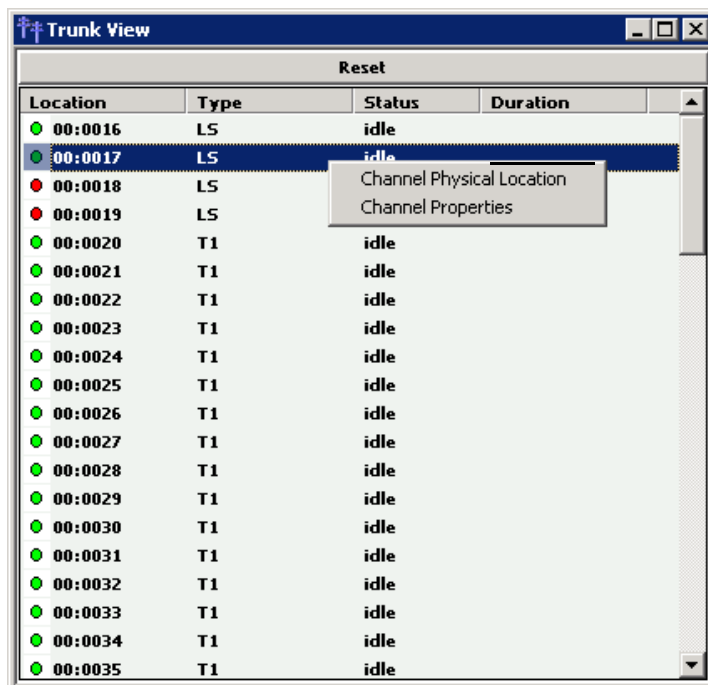 Trunk View
Reset
Location Type Status Duration
00:0016 LS idle
00:0017 LS idle
00:0018 LS
00:0019 LS
Channel Physical Location
Channel Properties
00:0020 T1 idle
00:0021 T1 idle
00:0022 T1 idle
00:0023 T1 idle
00:0024 T1 idle
00:0025 T1 idle
00:0026 T1 idle
00:0027 T1 idle
00:0028 T1 idle
00:0029 T1 idle
00:0030 T1 idle
00:0031 T1 idle
00:0032 T1 idle
00:0033 T1 idle
00:0034 T1 idle
00:0035 T1 idle